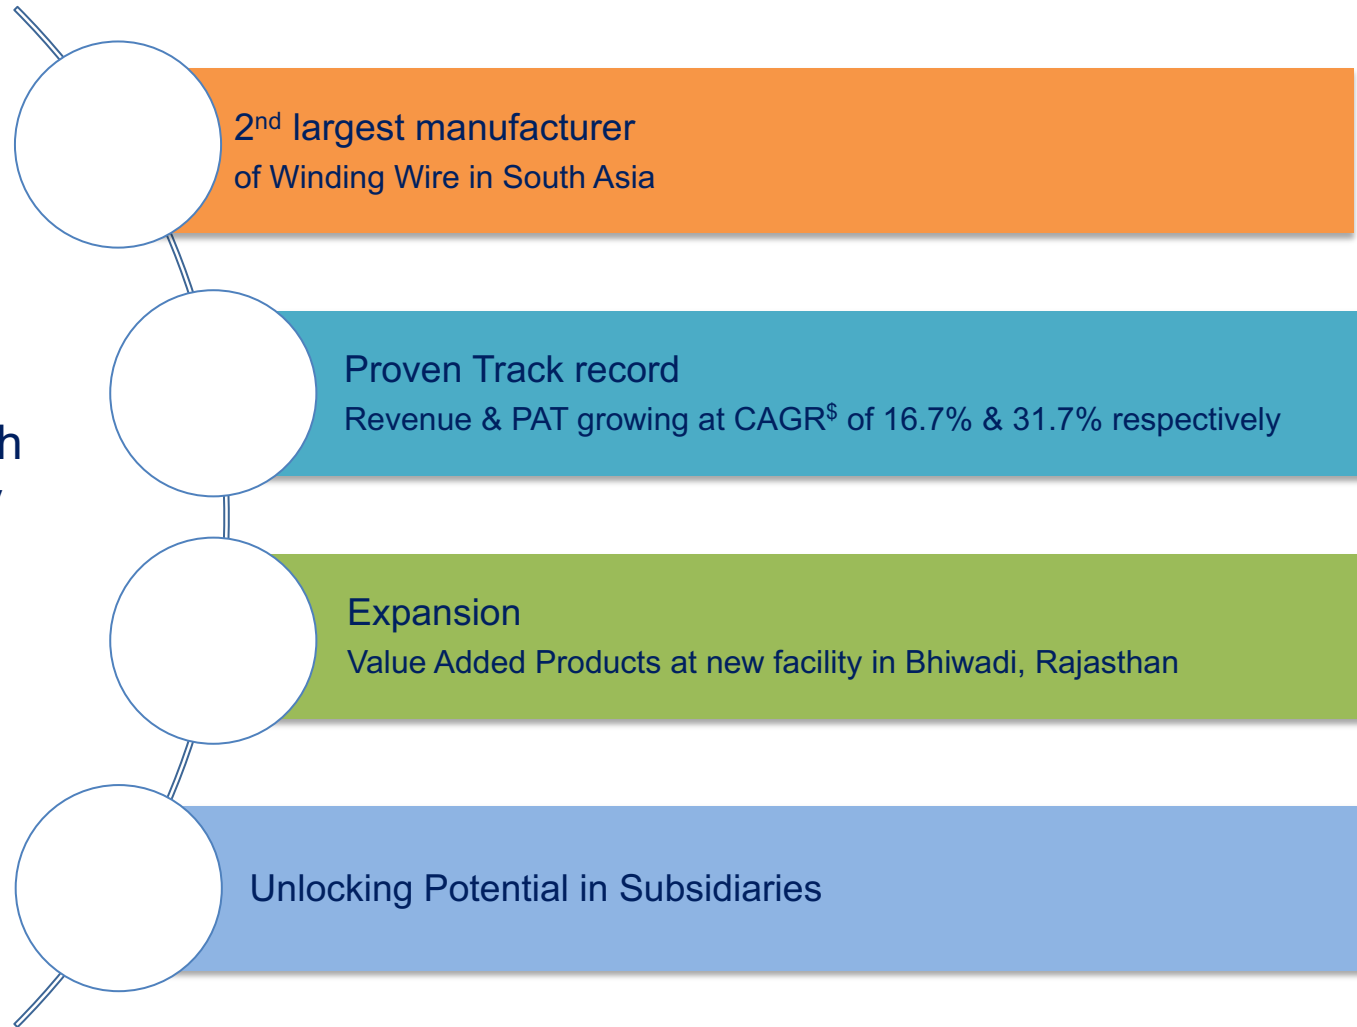 2nd largest manufacturer
of Winding Wire in South Asia
Proven Track record
Revenue & PAT growing at CAGR$ of 16.7% & 31.7% respectively
Expansion
Value Added Products at new facility in Bhiwadi, Rajasthan
Unlocking Potential in Subsidiaries